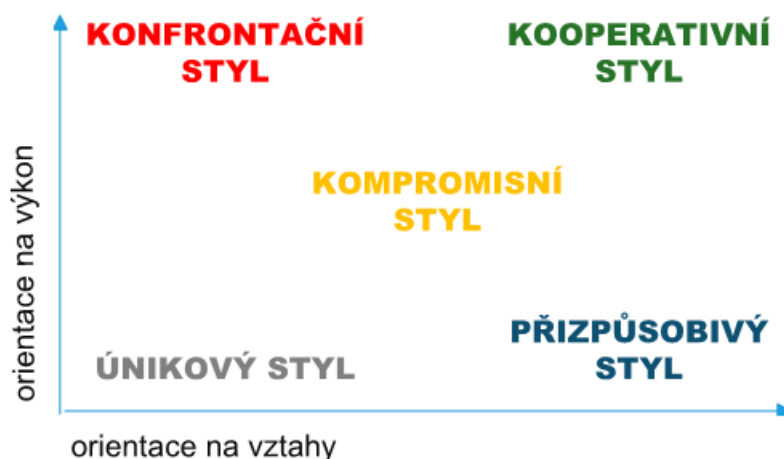 KONFRONTAČNÍ
STYL
KOOPERATIVNÍ
STYL
KOMPROMISNÍ
STYL
ÚNIKOVÝ STYL
PŘIZPŮSOBIVÝ
STYL
orientace na výkon
orientace na vztahy